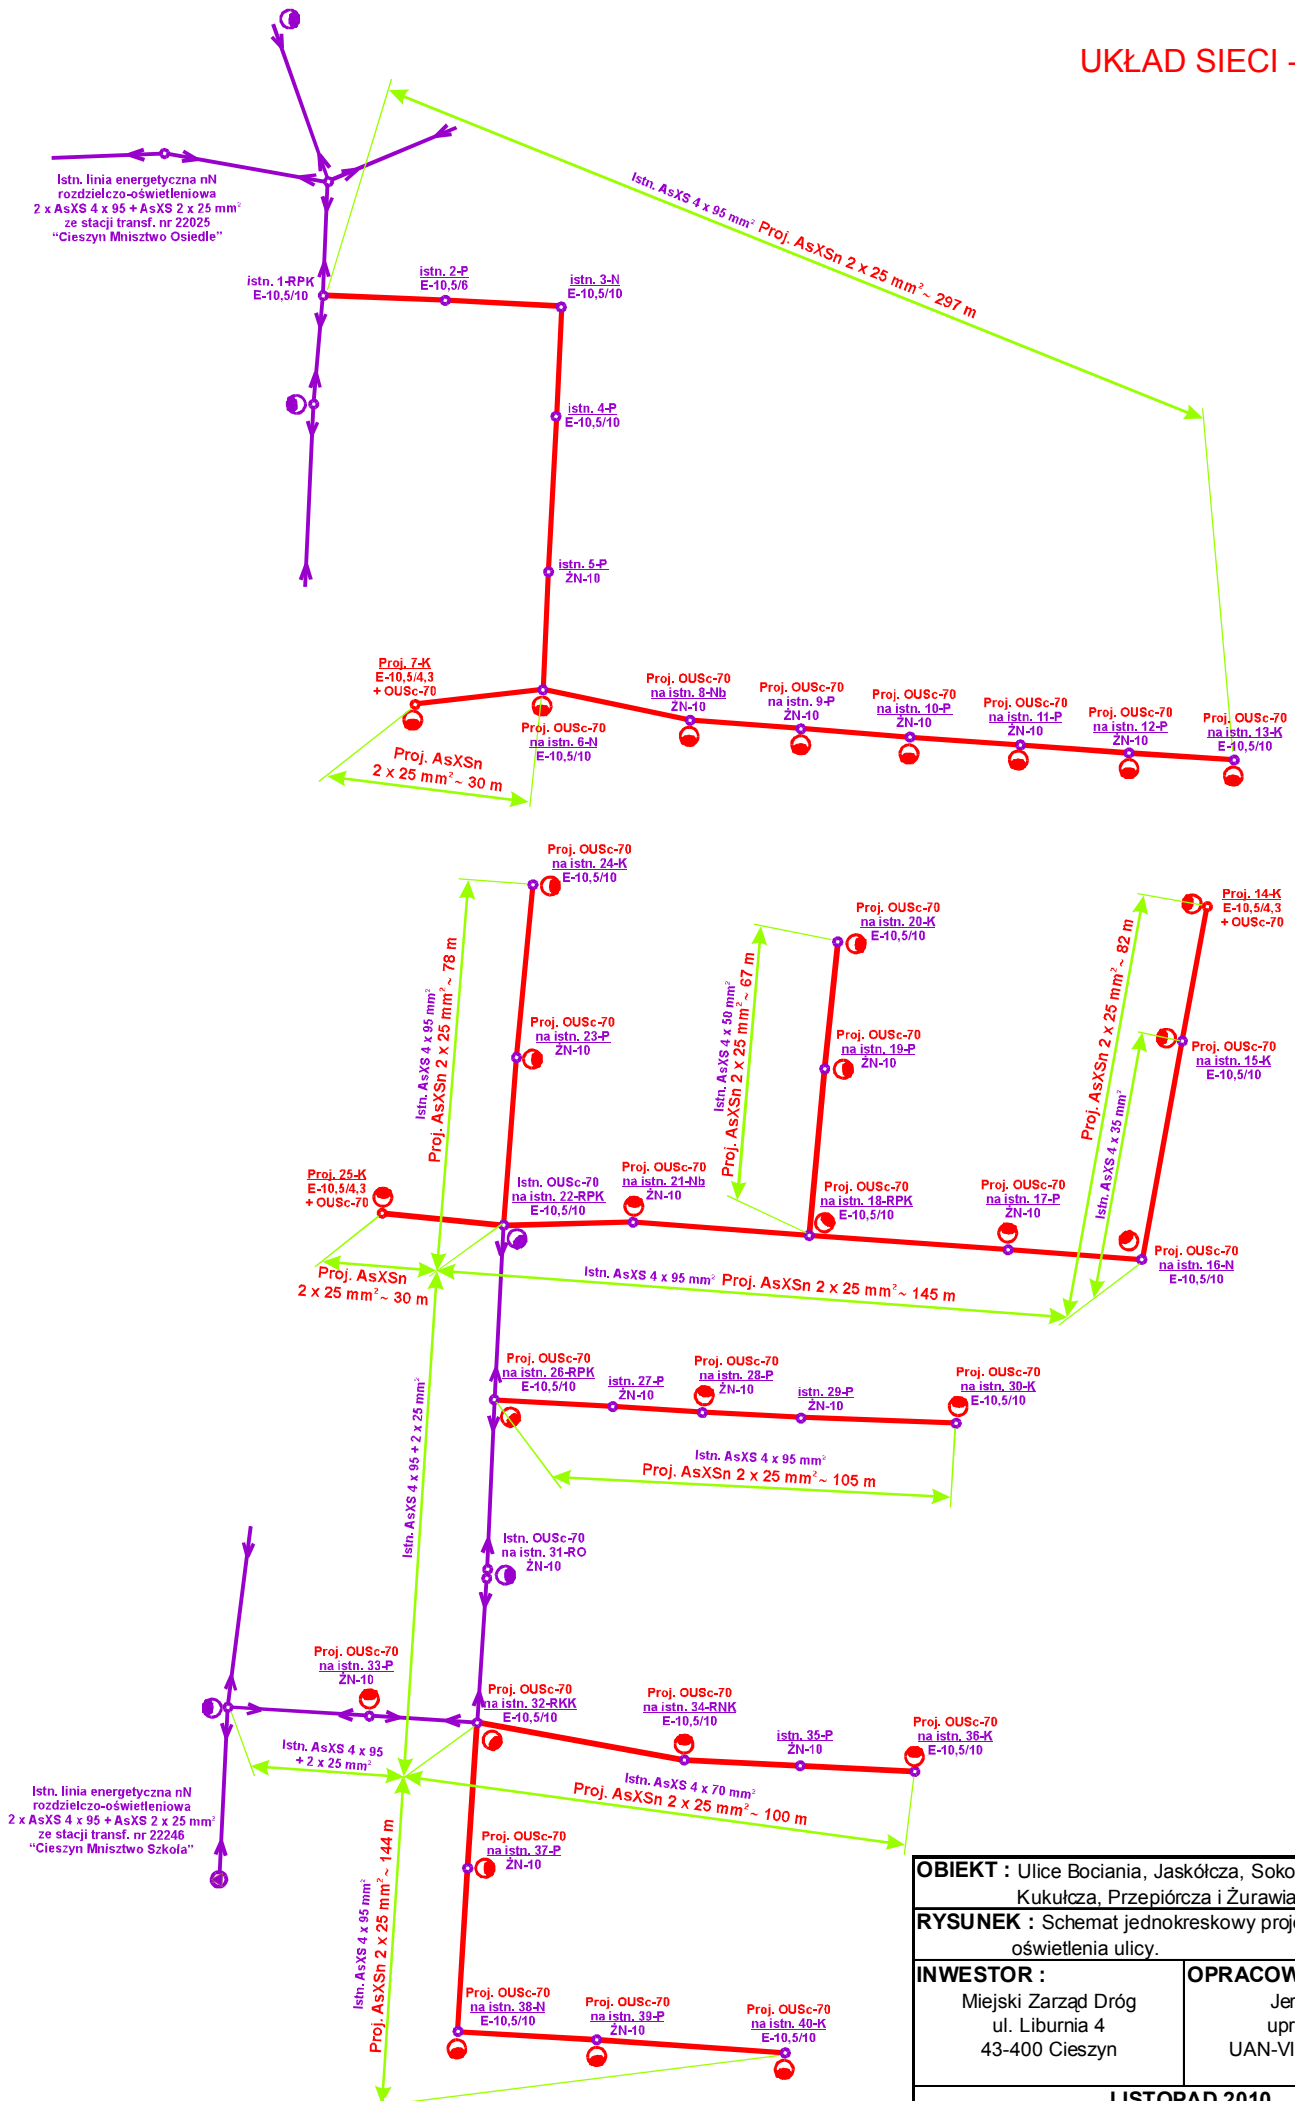 UKŁAD SIECI -
Istn. linia energetyczna nN
rozdzielczo-oświetleniowa
2 x AsXS 4 x 95 + AsXS 2 x 25 mm²
ze stacji transf. nr 22025
“Cieszyn Mnisztwo Osiedle”
Istn. AsXS 4 x 95 mm² Proj. AsXSn 2 x 25 mm² ~ 297 m
istn. 1-RPK
E-10,5/10
istn. 2-P
E-10,5/6
istn. 3-N
E-10,5/10
istn. 4-P
E-10,5/10
istn. 5-P
ŻN-10
Proj. 7-K
E-10,5/4,3
+ OUSc-70
Proj. OUSc-70
na istn. 6-N
E-10,5/10
Proj. OUSc-70
na istn. 8-Nb
ŻN-10
Proj. OUSc-70
na istn. 9-P
ŻN-10
Proj. OUSc-70
na istn. 10-P
ŻN-10
Proj. OUSc-70
na istn. 11-P
ŻN-10
Proj. OUSc-70
na istn. 12-P
ŻN-10
Proj. OUSc-70
na istn. 13-K
E-10,5/10
Proj. AsXSn
2 x 25 mm² ~ 30 m
Proj. OUSc-70
na istn. 24-K
E-10,5/10
Proj. OUSc-70
na istn. 20-K
E-10,5/10
Proj. 14-K
E-10,5/4,3
+ OUSc-70
Istn. AsXS 4 x 95 mm²
Proj. AsXSn 2 x 25 mm² ~ 78 m
Istn. AsXS 4 x 50 mm²
Proj. AsXSn 2 x 25 mm² ~ 67 m
Proj. AsXSn 2 x 25 mm² ~ 82 m
Istn. AsXS 4 x 35 mm²
Proj. OUSc-70
na istn. 23-P
ŻN-10
Proj. OUSc-70
na istn. 19-P
ŻN-10
Proj. OUSc-70
na istn. 15-K
E-10,5/10
Proj. 25-K
E-10,5/4,3
+ OUSc-70
Istn. OUSc-70
na istn. 22-RPK
E-10,5/10
Proj. OUSc-70
na istn. 21-Nb
ŻN-10
Proj. OUSc-70
na istn. 18-RPK
E-10,5/10
Proj. OUSc-70
na istn. 17-P
ŻN-10
Proj. OUSc-70
na istn. 16-N
E-10,5/10
Proj. AsXSn
2 x 25 mm² ~ 30 m
Istn. AsXS 4 x 95 mm² Proj. AsXSn 2 x 25 mm² ~ 145 m
Proj. OUSc-70
na istn. 26-RPK
E-10,5/10
istn. 27-P
ŻN-10
Proj. OUSc-70
na istn. 28-P
ŻN-10
istn. 29-P
ŻN-10
Proj. OUSc-70
na istn. 30-K
E-10,5/10
Istn. AsXS 4 x 95 mm²
Proj. AsXSn 2 x 25 mm² ~ 105 m
Istn. AsXS 4 x 95 + 2 x 25 mm²
Istn. OUSc-70
na istn. 31-RO
ŻN-10
Proj. OUSc-70
na istn. 33-P
ŻN-10
Proj. OUSc-70
na istn. 32-RKK
E-10,5/10
Proj. OUSc-70
na istn. 34-RNK
E-10,5/10
istn. 35-P
ŻN-10
Proj. OUSc-70
na istn. 36-K
E-10,5/10
Istn. AsXS 4 x 95
+ 2 x 25 mm²
Istn. AsXS 4 x 70 mm²
Proj. AsXSn 2 x 25 mm² ~ 100 m
Istn. linia energetyczna nN
rozdzielczo-oświetleniowa
2 x AsXS 4 x 95 + AsXS 2 x 25 mm²
ze stacji transf. nr 22246
“Cieszyn Mnisztwo Szkoła”
Proj. OUSc-70
na istn. 37-P
ŻN-10
Istn. AsXS 4 x 95 mm²
Proj. AsXSn 2 x 25 mm² ~ 144 m
Proj. OUSc-70
na istn. 38-N
E-10,5/10
Proj. OUSc-70
na istn. 39-P
ŻN-10
Proj. OUSc-70
na istn. 40-K
E-10,5/10
OBIEKT : Ulice Bociania, Jaskółcza, Soko
Kukułcza, Przepiórcza i Żurawia
RYSUNEK : Schemat jednokreskowy proj
oświetlenia ulicy.
INWESTOR :
Miejski Zarząd Dróg
ul. Liburnia 4
43-400 Cieszyn
OPRACOW
Jer
upr
UAN-VI
LISTOPAD 2010